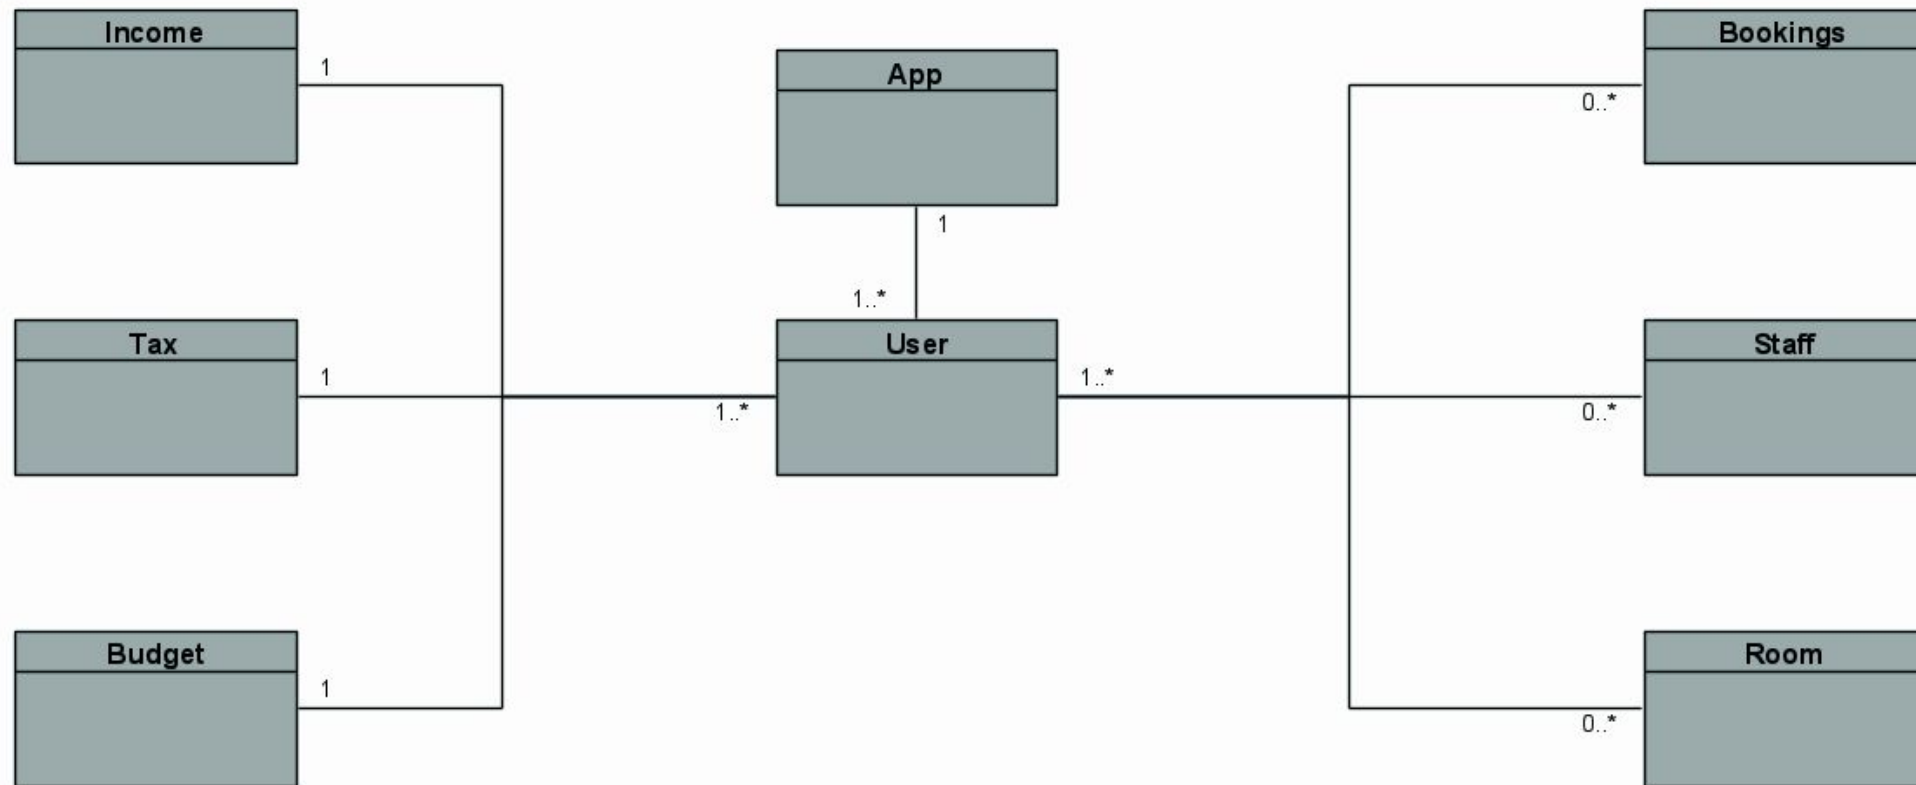 Income
1
App
Bookings
0..*
1
1..*
Tax
1
User
1..*
1..*
Staff
0..*
Budget
1
Room
0..*